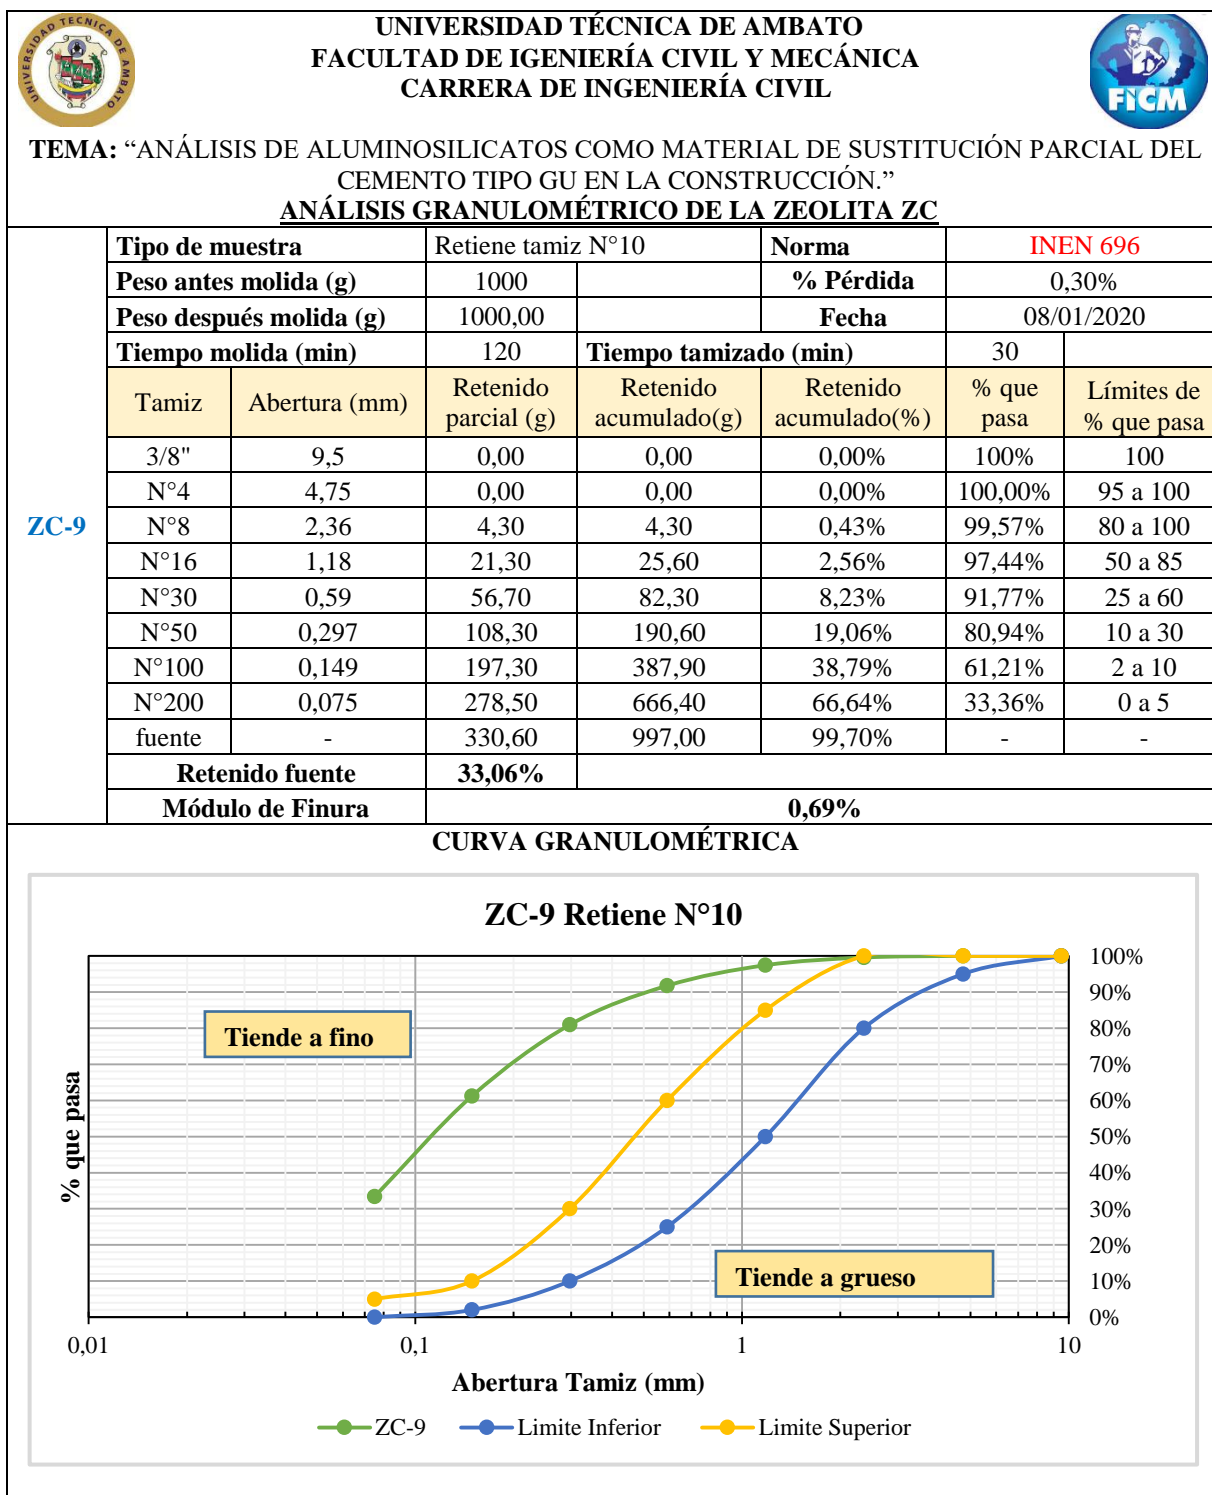 UNIVERSIDAD TECNICA DE AMBATO
FICM
UNIVERSIDAD TÉCNICA DE AMBATO
FACULTAD DE IGENIERÍA CIVIL Y MECÁNICA
CARRERA DE INGENIERÍA CIVIL
TEMA: “ANÁLISIS DE ALUMINOSILICATOS COMO MATERIAL DE SUSTITUCIÓN PARCIAL DEL
CEMENTO TIPO GU EN LA CONSTRUCCIÓN.”
ANÁLISIS GRANULOMÉTRICO DE LA ZEOLITA ZC
Tipo de muestra Retiene tamiz N°10 Norma INEN 696
Peso antes molida (g) 1000 % Pérdida 0,30%
Peso después molida (g) 1000,00 Fecha 08/01/2020
Tiempo molida (min) 120 Tiempo tamizado (min) 30
Tamiz Abertura (mm) Retenido parcial (g) Retenido acumulado(g) Retenido acumulado(%) % que pasa Límites de % que pasa
3/8" 9,5 0,00 0,00 0,00% 100% 100
N°4 4,75 0,00 0,00 0,00% 100,00% 95 a 100
ZC-9
N°8 2,36 4,30 4,30 0,43% 99,57% 80 a 100
N°16 1,18 21,30 25,60 2,56% 97,44% 50 a 85
N°30 0,59 56,70 82,30 8,23% 91,77% 25 a 60
N°50 0,297 108,30 190,60 19,06% 80,94% 10 a 30
N°100 0,149 197,30 387,90 38,79% 61,21% 2 a 10
N°200 0,075 278,50 666,40 66,64% 33,36% 0 a 5
fuente - 330,60 997,00 99,70% - -
Retenido fuente 33,06%
Módulo de Finura 0,69%
CURVA GRANULOMÉTRICA
ZC-9 Retiene N°10
100%
90%
80%
70%
60%
50%
40%
30%
20%
10%
0%
Tiende a fino
Tiende a grueso
% que pasa
0,01 0,1 1 10
Abertura Tamiz (mm)
ZC-9 Limite Inferior Limite Superior